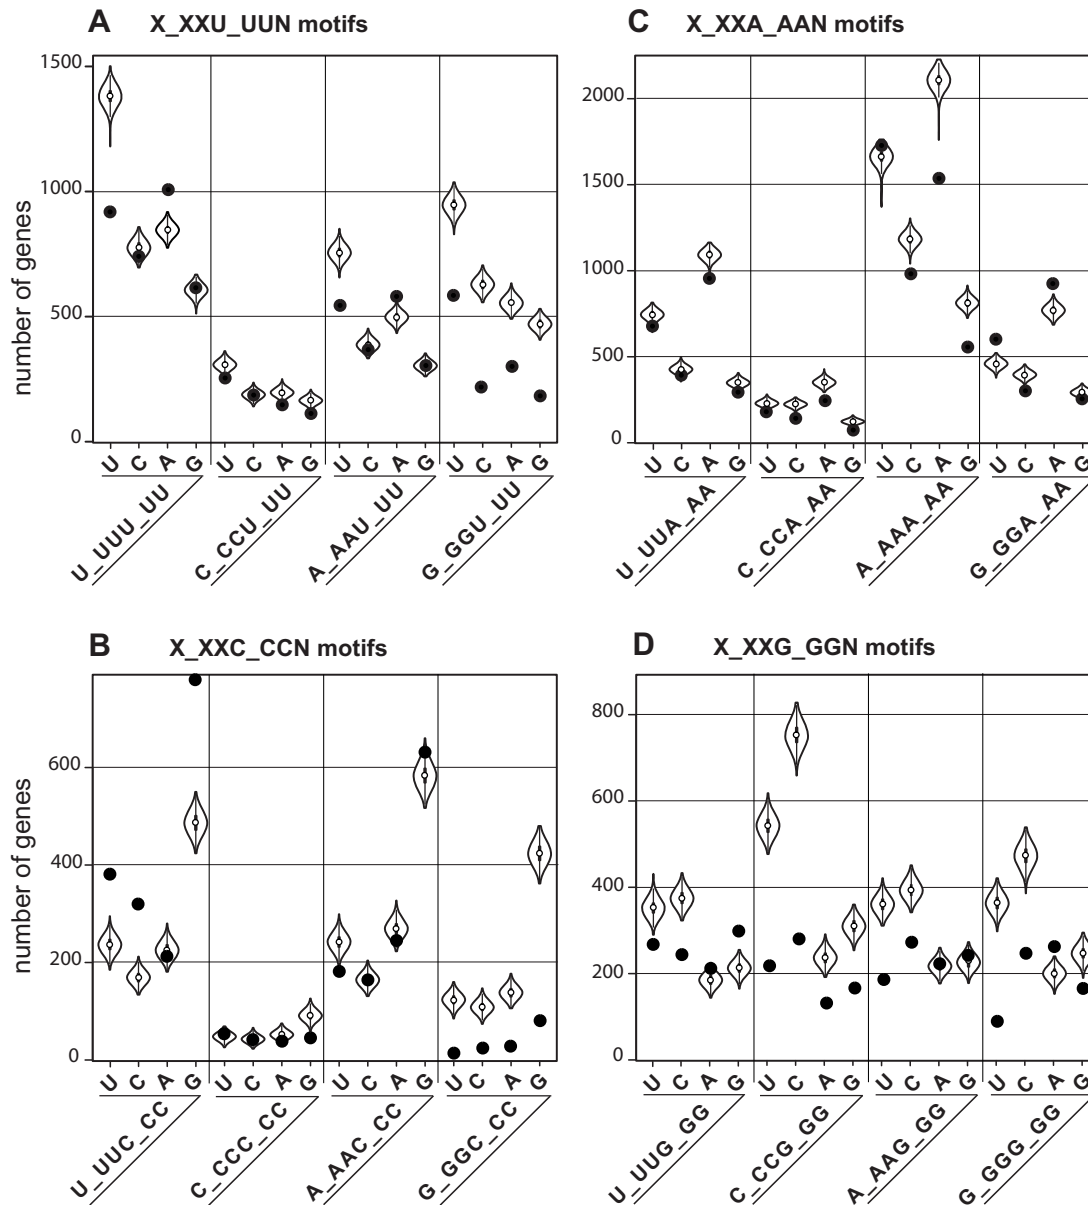 A X_XXU_UUN motifs
number of genes
1500
1000
500
0
U C A G U C A G U C A G U C A G
U_UUU_UU C_CCU_UU A_AAU_UU G_GGU_UU
C X_XXA_AAN motifs
2000
1500
1000
500
0
U C A G U C A G U C A G U C A G
U_UUA_AA C_CCA_AA A_AAA_AA G_GGA_AA
B X_XXC_CCN motifs
number of genes
600
400
200
0
U C A G U C A G U C A G U C A G
U_UUC_CC C_CCC_CC A_AAC_CC G_GGC_CC
D X_XXG_GGN motifs
800
600
400
200
0
U C A G U C A G U C A G U C A G
U_UUG_GG C_CCG_GG A_AAG_GG G_GGG_GG